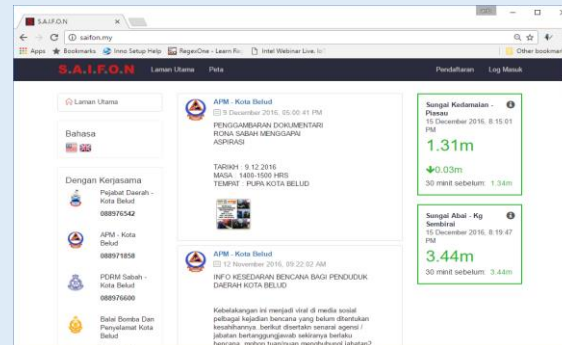 S.A.I.F.O.N
saifon.my
Apps Bookmarks Inno Setup Help RegexOne - Learn Re Intel Webinar Live.
Other bookmar
S.A.I.F.O.N Laman Utama Peta Pendaftaran Log Masuk
Laman Utama
Bahasa
Dengan Kerjasama
Pejabat Daerah -
Kota Belud
088976542
APM - Kota
Belud
088971858
PDRM Sabah -
Kota Belud
088976600
Balai Bomba Dan
Penyelamat Kota
Belud
APM - Kota Belud
9 December 2016, 05:00:41 PM
PENGGAMBARAN DOKUMENTARI
RONA SABAH MENGGAPAI
ASPIRASI
TARIKH : 9.12.2016
MASA : 1400-1500 HRS
TEMPAT : PUPA KOTA BELUD
APM - Kota Belud
12 November 2016, 09:22:02 AM
INFO KESEDARAN BENCANA BAGI PENDUDUK
DAERAH KOTA BELUD
Kebelakangan ini menjadi viral di media sosial
pelbagai kejadian bencana yang belum ditentukan
kesahihannya. berikut disertakn senarai agensi /
jabatan bertanggungjawab sekiranya berlaku
bencana. mohon tuan/puan menghubungi jabatan?
Sungai Kedamaian -
Piasau
15 December 2016, 8:15:01
PM
1.31m
0.03m
30 minit sebelum: 1.34m
Sungai Abai - Kg
Sembirai
15 December 2016, 8:19:47
PM
3.44m
30 minit sebelum: 3.44m